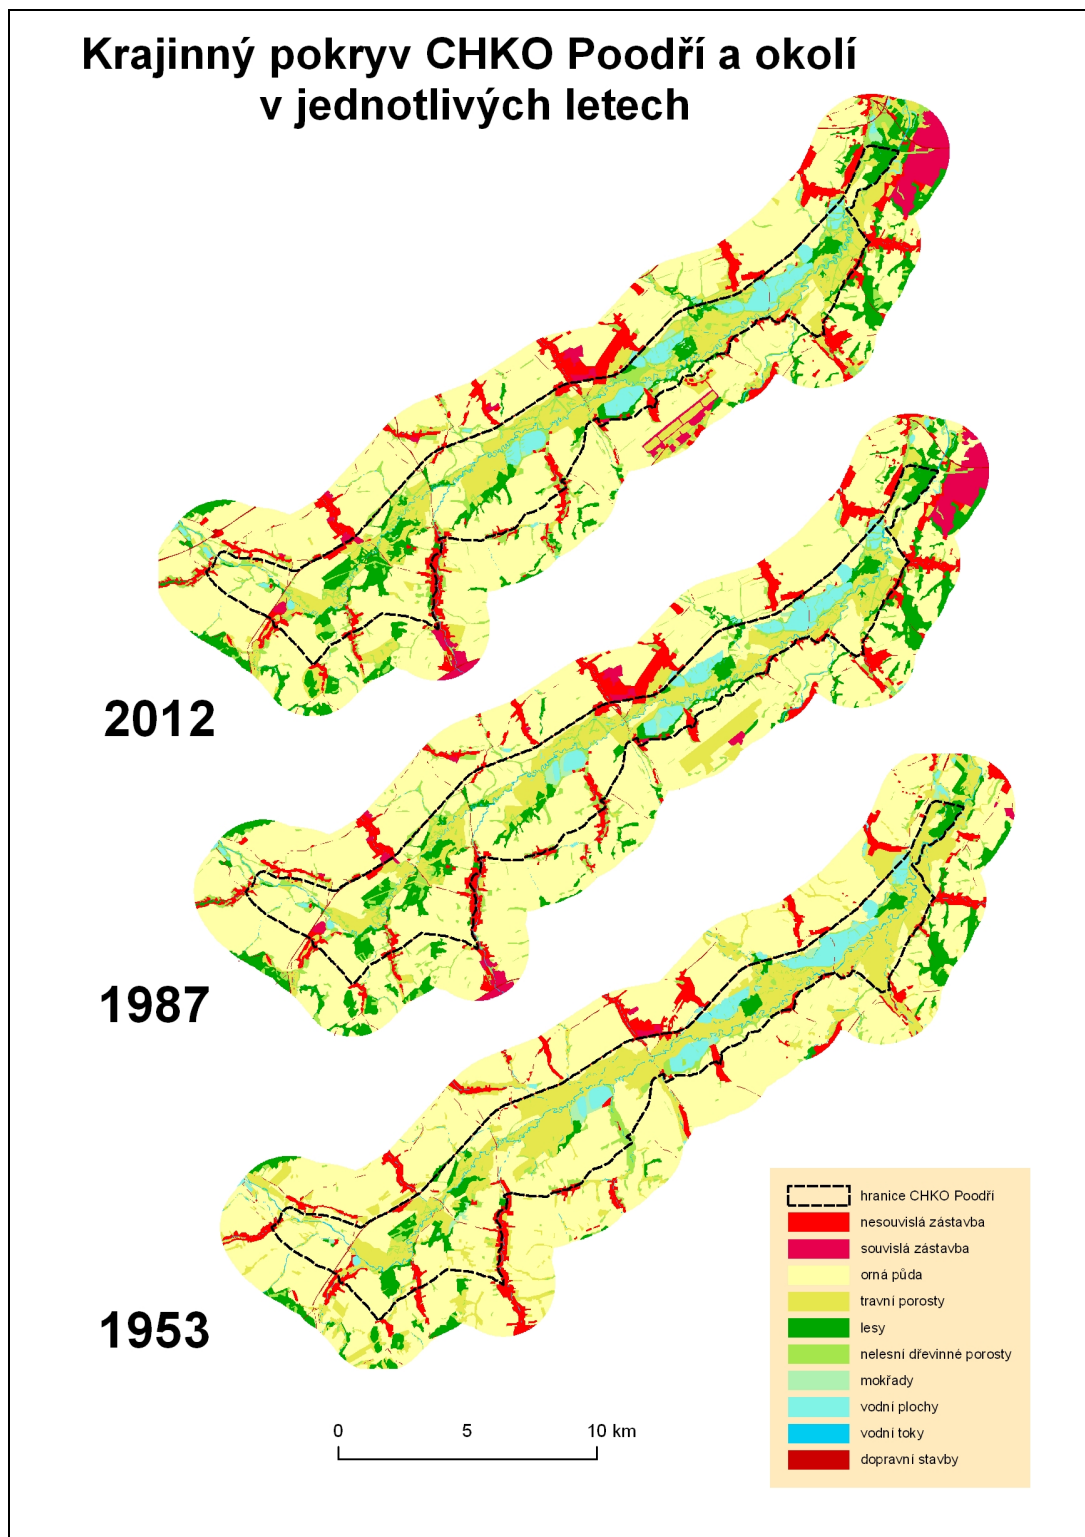 Krajinný pokryv CHKO Poodří a okolí
v jednotlivých letech
2012
1987
1953
0 5 10 km
hranice CHKO Poodří
nesouvislá zástavba
souvislá zástavba
orná půda
travní porosty
lesy
nelesní dřevinné porosty
mokřady
vodní plochy
vodní toky
dopravní stavby